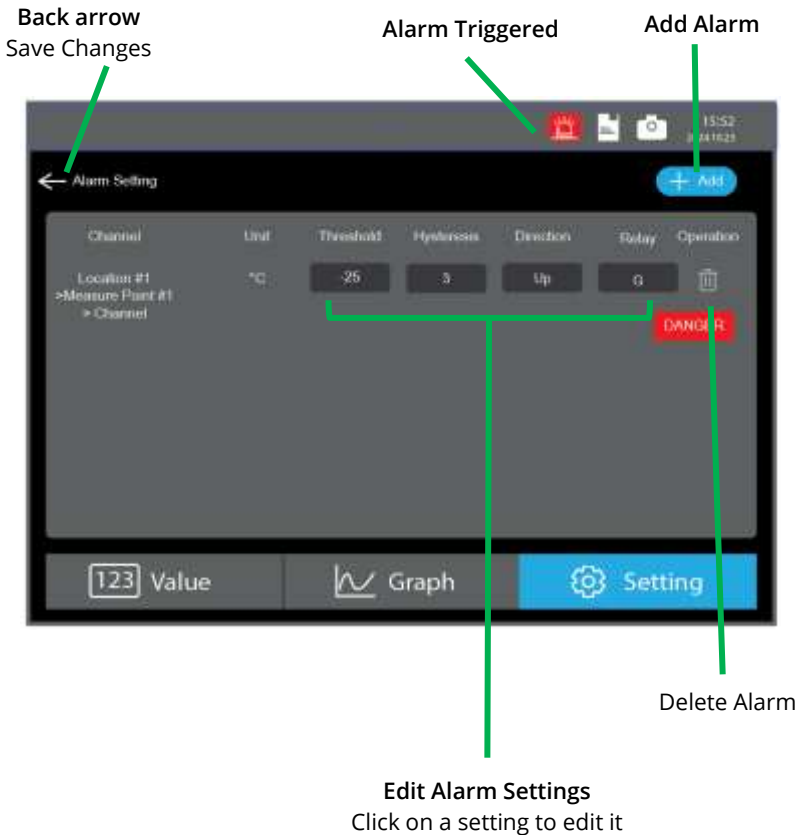 Back arrow
Save Changes
Alarm Triggered
Add Alarm
15:52
Alarm Setting
+ Add
Channel Unit Threshold Hysteresis Direction Relay Operation
Location #1 °C -25 3 Up G
>Measure Point #1
> Channel
DANGER
123 Value Graph Setting
Delete Alarm
Edit Alarm Settings
Click on a setting to edit it